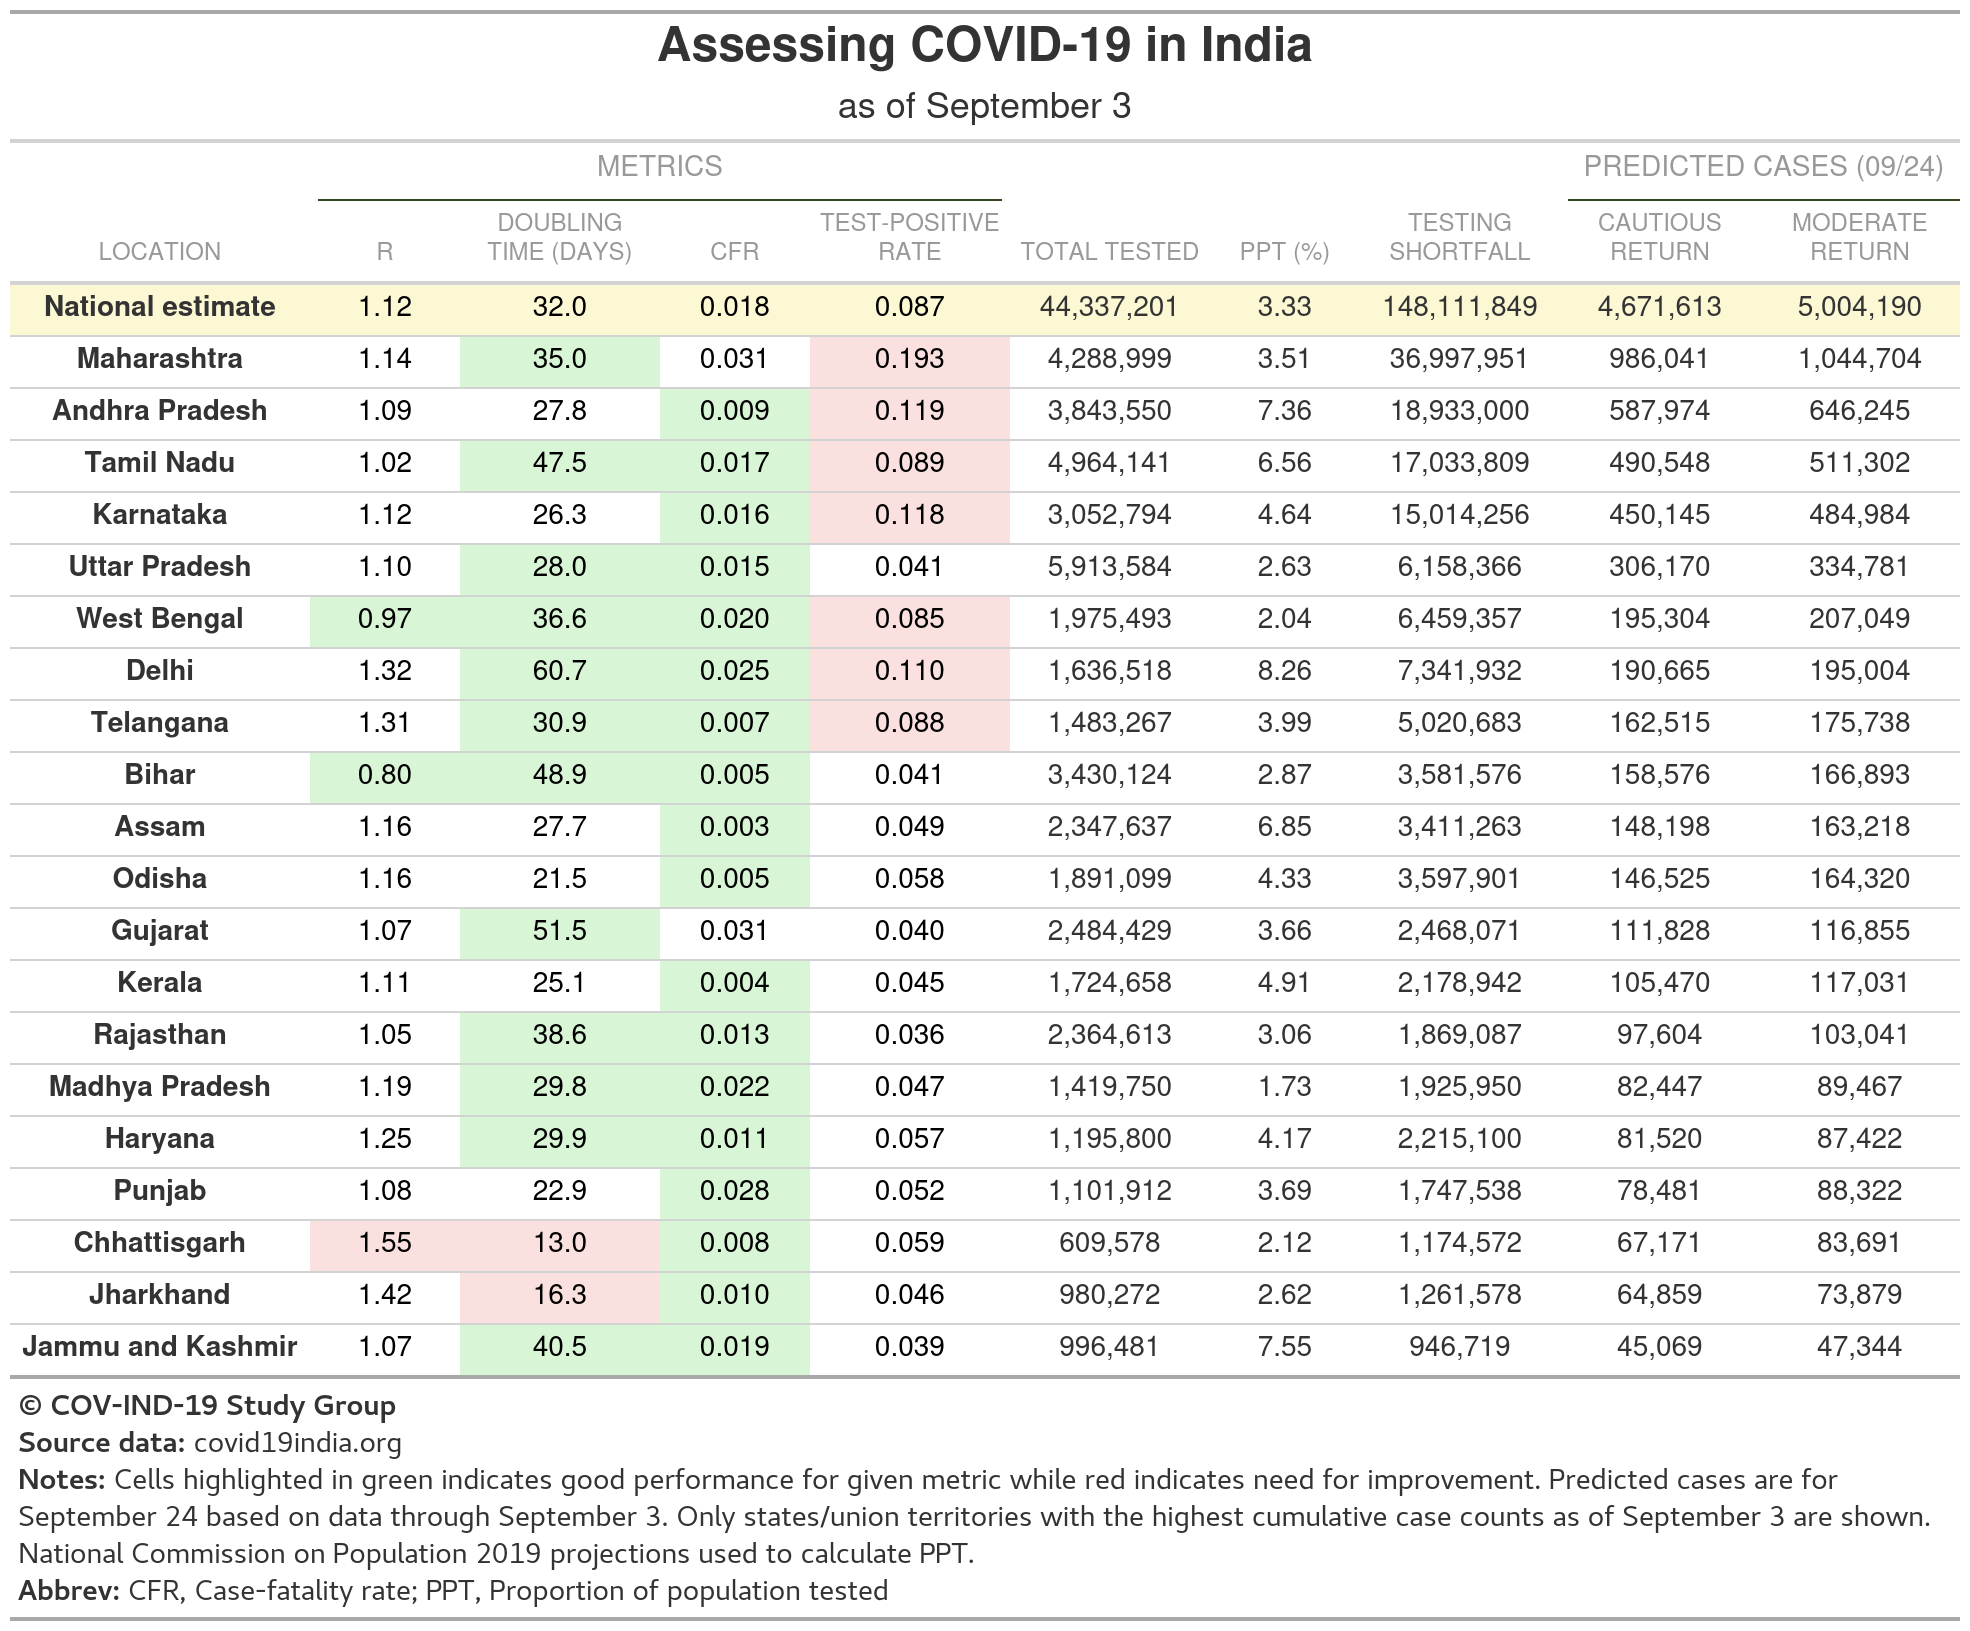 Assessing COVID-19 in India
as of September 3
METRICS PREDICTED CASES (09/24)
LOCATION R DOUBLING TIME (DAYS) CFR TEST-POSITIVE RATE TOTAL TESTED PPT (%) TESTING SHORTFALL CAUTIOUS RETURN MODERATE RETURN
National estimate 1.12 32.0 0.018 0.087 44,337,201 3.33 148,111,849 4,671,613 5,004,190
Maharashtra 1.14 35.0 0.031 0.193 4,288,999 3.51 36,997,951 986,041 1,044,704
Andhra Pradesh 1.09 27.8 0.009 0.119 3,843,550 7.36 18,933,000 587,974 646,245
Tamil Nadu 1.02 47.5 0.017 0.089 4,964,141 6.56 17,033,809 490,548 511,302
Karnataka 1.12 26.3 0.016 0.118 3,052,794 4.64 15,014,256 450,145 484,984
Uttar Pradesh 1.10 28.0 0.015 0.041 5,913,584 2.63 6,158,366 306,170 334,781
West Bengal 0.97 36.6 0.020 0.085 1,975,493 2.04 6,459,357 195,304 207,049
Delhi 1.32 60.7 0.025 0.110 1,636,518 8.26 7,341,932 190,665 195,004
Telangana 1.31 30.9 0.007 0.088 1,483,267 3.99 5,020,683 162,515 175,738
Bihar 0.80 48.9 0.005 0.041 3,430,124 2.87 3,581,576 158,576 166,893
Assam 1.16 27.7 0.003 0.049 2,347,637 6.85 3,411,263 148,198 163,218
Odisha 1.16 21.5 0.005 0.058 1,891,099 4.33 3,597,901 146,525 164,320
Gujarat 1.07 51.5 0.031 0.040 2,484,429 3.66 2,468,071 111,828 116,855
Kerala 1.11 25.1 0.004 0.045 1,724,658 4.91 2,178,942 105,470 117,031
Rajasthan 1.05 38.6 0.013 0.036 2,364,613 3.06 1,869,087 97,604 103,041
Madhya Pradesh 1.19 29.8 0.022 0.047 1,419,750 1.73 1,925,950 82,447 89,467
Haryana 1.25 29.9 0.011 0.057 1,195,800 4.17 2,215,100 81,520 87,422
Punjab 1.08 22.9 0.028 0.052 1,101,912 3.69 1,747,538 78,481 88,322
Chhattisgarh 1.55 13.0 0.008 0.059 609,578 2.12 1,174,572 67,171 83,691
Jharkhand 1.42 16.3 0.010 0.046 980,272 2.62 1,261,578 64,859 73,879
Jammu and Kashmir 1.07 40.5 0.019 0.039 996,481 7.55 946,719 45,069 47,344
© COV-IND-19 Study Group
Source data: covid19india.org
Notes: Cells highlighted in green indicates good performance for given metric while red indicates need for improvement. Predicted cases are for
September 24 based on data through September 3. Only states/union territories with the highest cumulative case counts as of September 3 are shown.
National Commission on Population 2019 projections used to calculate PPT.
Abbrev: CFR, Case-fatality rate; PPT, Proportion of population tested